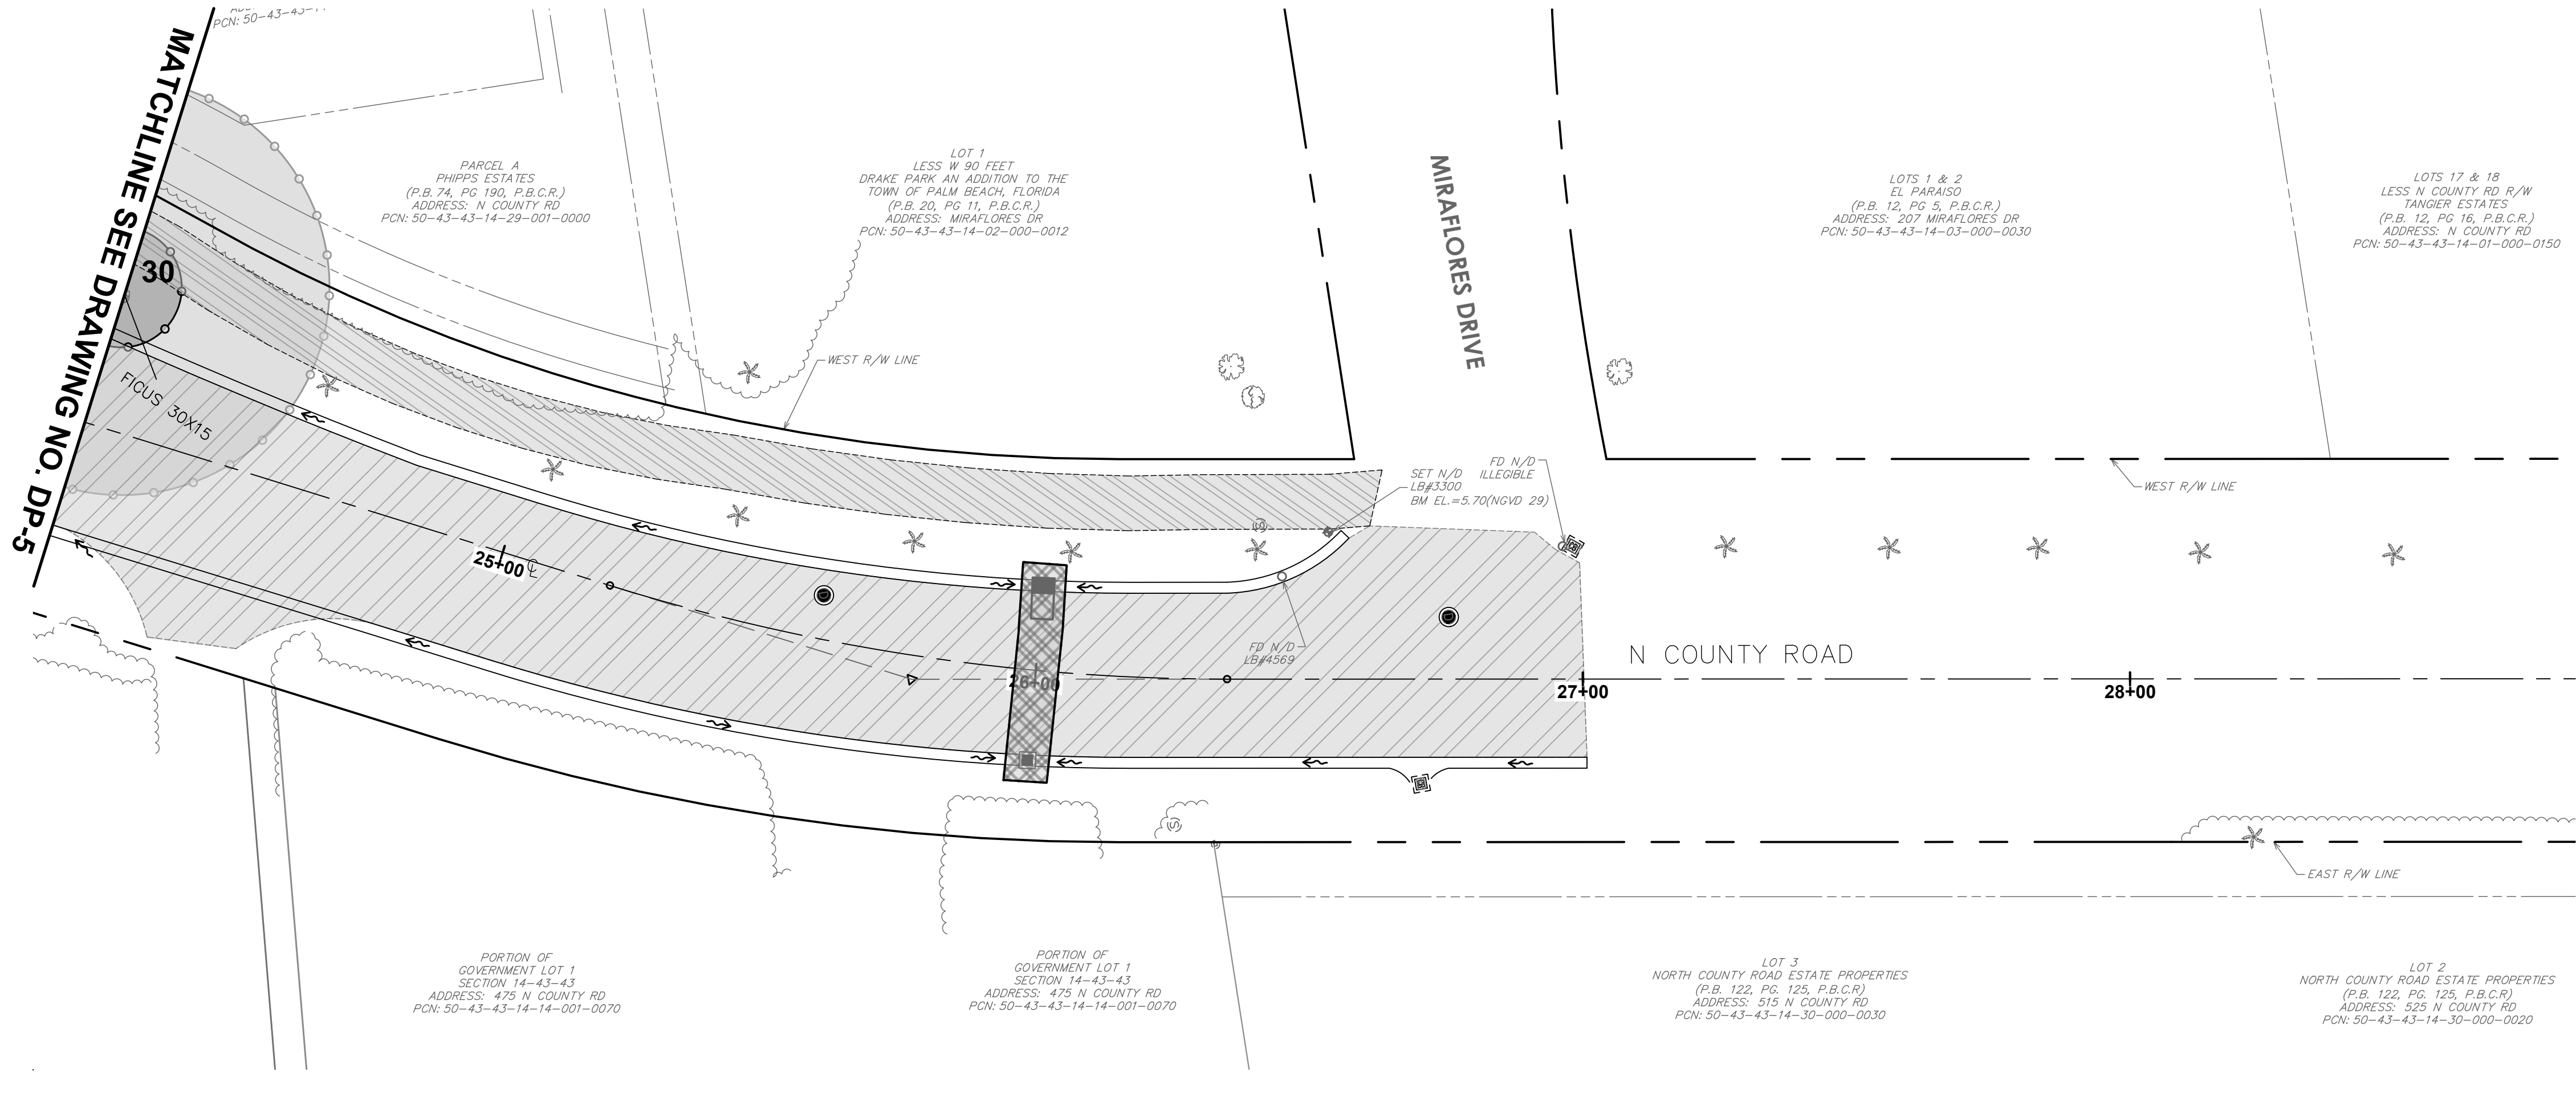 PCN: 50-43-43-1
MATCHLINE SEE DRAWING NO. DP-5
30
FICUS 30X15
PARCEL A
PHIPPS ESTATES
(P.B. 74, PG 190, P.B.C.R.)
ADDRESS: N COUNTY RD
PCN: 50-43-43-14-29-001-0000
LOT 1
LESS W 90 FEET
DRAKE PARK AN ADDITION TO THE
TOWN OF PALM BEACH, FLORIDA
(P.B. 20, PG 11, P.B.C.R.)
ADDRESS: MIRAFLORES DR
PCN: 50-43-43-14-02-000-0012
WEST R/W LINE
MIRAFLORES DRIVE
LOTS 1 & 2
EL PARAISO
(P.B. 12, PG 5, P.B.C.R.)
ADDRESS: 207 MIRAFLORES DR
PCN: 50-43-43-14-03-000-0030
LOTS 17 & 18
LESS N COUNTY RD R/W
TANGIER ESTATES
(P.B. 12, PG 16, P.B.C.R.)
ADDRESS: N COUNTY RD
PCN: 50-43-43-14-01-000-0150
FD N/D
ILLEGIBLE
SET N/D
LB#3300
BM EL.=5.70(NGVD 29)
WEST R/W LINE
(S)
25+00
℄
D
D
26+00
FD N/D
LB#4569
N COUNTY ROAD
27+00
28+00
(S)
EAST R/W LINE
PORTION OF
GOVERNMENT LOT 1
SECTION 14-43-43
ADDRESS: 475 N COUNTY RD
PCN: 50-43-43-14-14-001-0070
PORTION OF
GOVERNMENT LOT 1
SECTION 14-43-43
ADDRESS: 475 N COUNTY RD
PCN: 50-43-43-14-14-001-0070
LOT 3
NORTH COUNTY ROAD ESTATE PROPERTIES
(P.B. 122, PG. 125, P.B.C.R)
ADDRESS: 515 N COUNTY RD
PCN: 50-43-43-14-30-000-0030
LOT 2
NORTH COUNTY ROAD ESTATE PROPERTIES
(P.B. 122, PG. 125, P.B.C.R)
ADDRESS: 525 N COUNTY RD
PCN: 50-43-43-14-30-000-0020